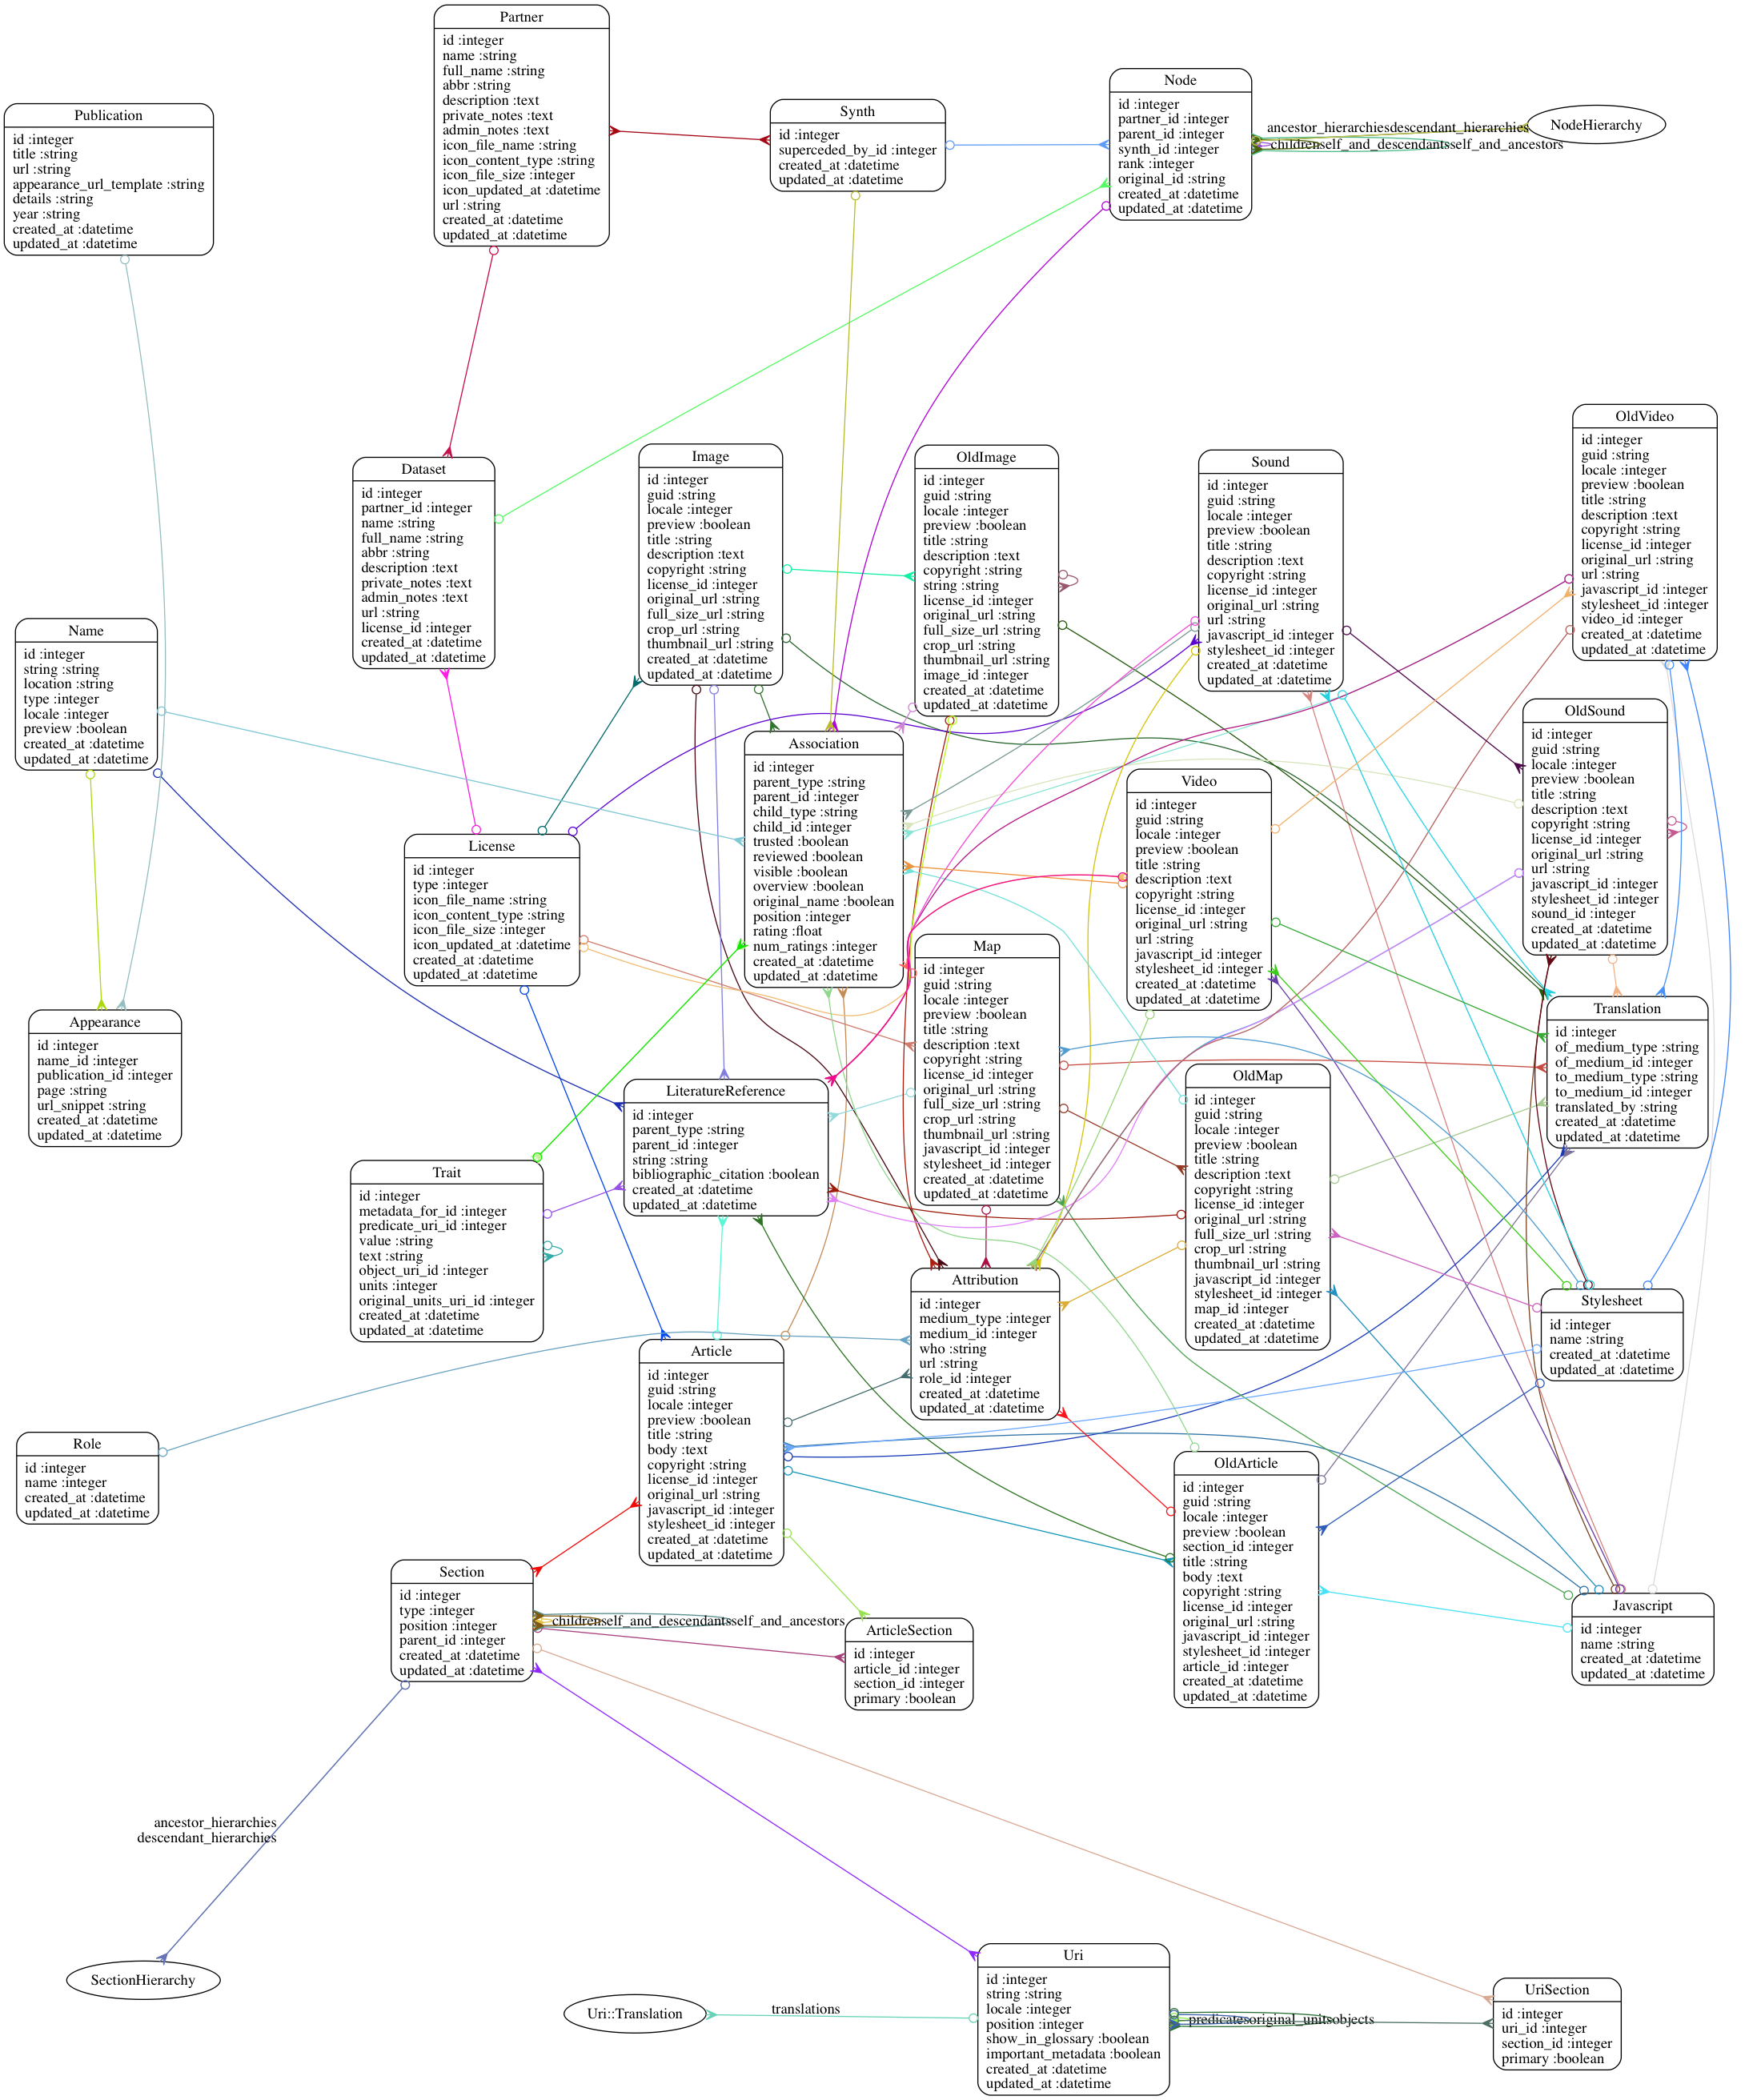 Partner
id :integer
name :string
full_name :string
abbr :string
description :text
private_notes :text
admin_notes :text
icon_file_name :string
icon_content_type :string
icon_file_size :integer
icon_updated_at :datetime
url :string
created_at :datetime
updated_at :datetime
Publication
id :integer
title :string
url :string
appearance_url_template :string
details :string
year :string
created_at :datetime
updated_at :datetime
Synth
id :integer
superceded_by_id :integer
created_at :datetime
updated_at :datetime
Node
id :integer
partner_id :integer
parent_id :integer
synth_id :integer
rank :integer
original_id :string
created_at :datetime
updated_at :datetime
ancestor_hierarchiesdescendant_hierarchies
childrenself_and_descendantsself_and_ancestors
NodeHierarchy
Dataset
id :integer
partner_id :integer
name :string
full_name :string
abbr :string
description :text
private_notes :text
admin_notes :text
url :string
license_id :integer
created_at :datetime
updated_at :datetime
Image
id :integer
guid :string
locale :integer
preview :boolean
title :string
description :text
copyright :string
license_id :integer
original_url :string
full_size_url :string
crop_url :string
thumbnail_url :string
created_at :datetime
updated_at :datetime
OldImage
id :integer
guid :string
locale :integer
preview :boolean
title :string
description :text
copyright :string
string :string
license_id :integer
original_url :string
full_size_url :string
crop_url :string
thumbnail_url :string
image_id :integer
created_at :datetime
updated_at :datetime
Sound
id :integer
guid :string
locale :integer
preview :boolean
title :string
description :text
copyright :string
license_id :integer
original_url :string
url :string
javascript_id :integer
stylesheet_id :integer
created_at :datetime
updated_at :datetime
OldVideo
id :integer
guid :string
locale :integer
preview :boolean
title :string
description :text
copyright :string
license_id :integer
original_url :string
url :string
javascript_id :integer
stylesheet_id :integer
video_id :integer
created_at :datetime
updated_at :datetime
Name
id :integer
string :string
location :string
type :integer
locale :integer
preview :boolean
created_at :datetime
updated_at :datetime
OldSound
id :integer
guid :string
locale :integer
preview :boolean
title :string
description :text
copyright :string
license_id :integer
original_url :string
url :string
javascript_id :integer
stylesheet_id :integer
sound_id :integer
created_at :datetime
updated_at :datetime
Association
id :integer
parent_type :string
parent_id :integer
child_type :string
child_id :integer
trusted :boolean
reviewed :boolean
visible :boolean
overview :boolean
original_name :boolean
position :integer
rating :float
num_ratings :integer
created_at :datetime
updated_at :datetime
Video
id :integer
guid :string
locale :integer
preview :boolean
title :string
description :text
copyright :string
license_id :integer
original_url :string
url :string
javascript_id :integer
stylesheet_id :integer
created_at :datetime
updated_at :datetime
License
id :integer
type :integer
icon_file_name :string
icon_content_type :string
icon_file_size :integer
icon_updated_at :datetime
created_at :datetime
updated_at :datetime
Map
id :integer
guid :string
locale :integer
preview :boolean
title :string
description :text
copyright :string
license_id :integer
original_url :string
full_size_url :string
crop_url :string
thumbnail_url :string
javascript_id :integer
stylesheet_id :integer
created_at :datetime
updated_at :datetime
Appearance
id :integer
name_id :integer
publication_id :integer
page :string
url_snippet :string
created_at :datetime
updated_at :datetime
Translation
id :integer
of_medium_type :string
of_medium_id :integer
to_medium_type :string
to_medium_id :integer
translated_by :string
created_at :datetime
updated_at :datetime
LiteratureReference
id :integer
parent_type :string
parent_id :integer
string :string
bibliographic_citation :boolean
created_at :datetime
updated_at :datetime
OldMap
id :integer
guid :string
locale :integer
preview :boolean
title :string
description :text
copyright :string
license_id :integer
original_url :string
full_size_url :string
crop_url :string
thumbnail_url :string
javascript_id :integer
stylesheet_id :integer
map_id :integer
created_at :datetime
updated_at :datetime
Trait
id :integer
metadata_for_id :integer
predicate_uri_id :integer
value :string
text :string
object_uri_id :integer
units :integer
original_units_uri_id :integer
created_at :datetime
updated_at :datetime
Attribution
id :integer
medium_type :integer
medium_id :integer
who :string
url :string
role_id :integer
created_at :datetime
updated_at :datetime
Stylesheet
id :integer
name :string
created_at :datetime
updated_at :datetime
Article
id :integer
guid :string
locale :integer
preview :boolean
title :string
body :text
copyright :string
license_id :integer
original_url :string
javascript_id :integer
stylesheet_id :integer
created_at :datetime
updated_at :datetime
Role
id :integer
name :integer
created_at :datetime
updated_at :datetime
OldArticle
id :integer
guid :string
locale :integer
preview :boolean
section_id :integer
title :string
body :text
copyright :string
license_id :integer
original_url :string
javascript_id :integer
stylesheet_id :integer
article_id :integer
created_at :datetime
updated_at :datetime
Section
id :integer
type :integer
position :integer
parent_id :integer
created_at :datetime
updated_at :datetime
childrenself_and_descendantsself_and_ancestors
ArticleSection
id :integer
article_id :integer
section_id :integer
primary :boolean
Javascript
id :integer
name :string
created_at :datetime
updated_at :datetime
ancestor_hierarchies
descendant_hierarchies
SectionHierarchy
Uri::Translation
translations
Uri
id :integer
string :string
locale :integer
position :integer
show_in_glossary :boolean
important_metadata :boolean
created_at :datetime
updated_at :datetime
predicatesoriginal_unitsobjects
UriSection
id :integer
uri_id :integer
section_id :integer
primary :boolean